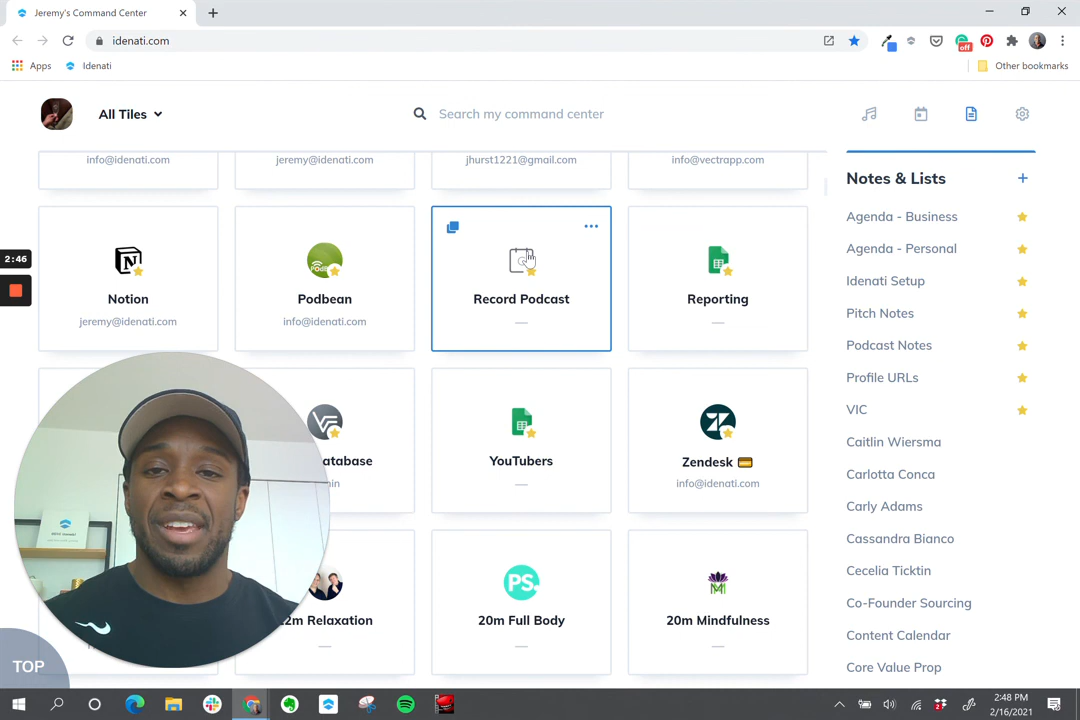 Jeremy's Command Center
idenati.com
off
Apps
Idenati
Other bookmarks
All Tiles
Search my command center
info@idenati.com
jeremy@idenati.com
jhurst1221@gmail.com
info@vectrapp.com
Notes & Lists
Agenda - Business
Agenda - Personal
Idenati Setup
Pitch Notes
Podcast Notes
Profile URLs
VIC
Caitlin Wiersma
Carlotta Conca
Carly Adams
Cassandra Bianco
Cecelia Ticktin
Co-Founder Sourcing
Content Calendar
Core Value Prop
2:46
Notion
jeremy@idenati.com
Podbean
info@idenati.com
Record Podcast
Reporting
atabase
min
YouTubers
Zendesk
info@idenati.com
2m Relaxation
PS.
20m Full Body
20m Mindfulness
TOP
2:48 PM
2/16/2021